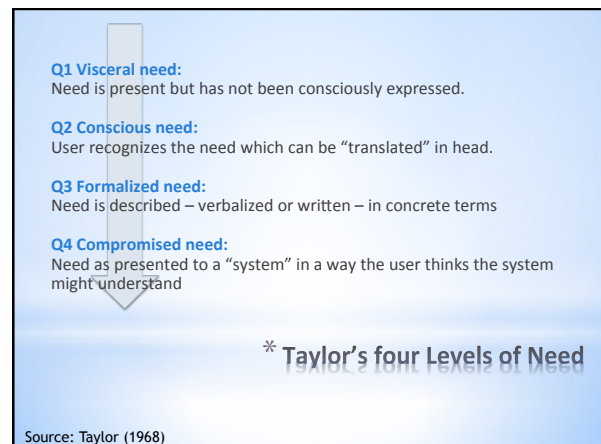 Q1 Visceral need:
Need is present but has not been consciously expressed.
Q2 Conscious need:
User recognizes the need which can be “translated” in head.
Q3 Formalized need:
Need is described – verbalized or written – in concrete terms
Q4 Compromised need:
Need as presented to a “system” in a way the user thinks the system
might understand
* Taylor’s four Levels of Need
Source: Taylor (1968)